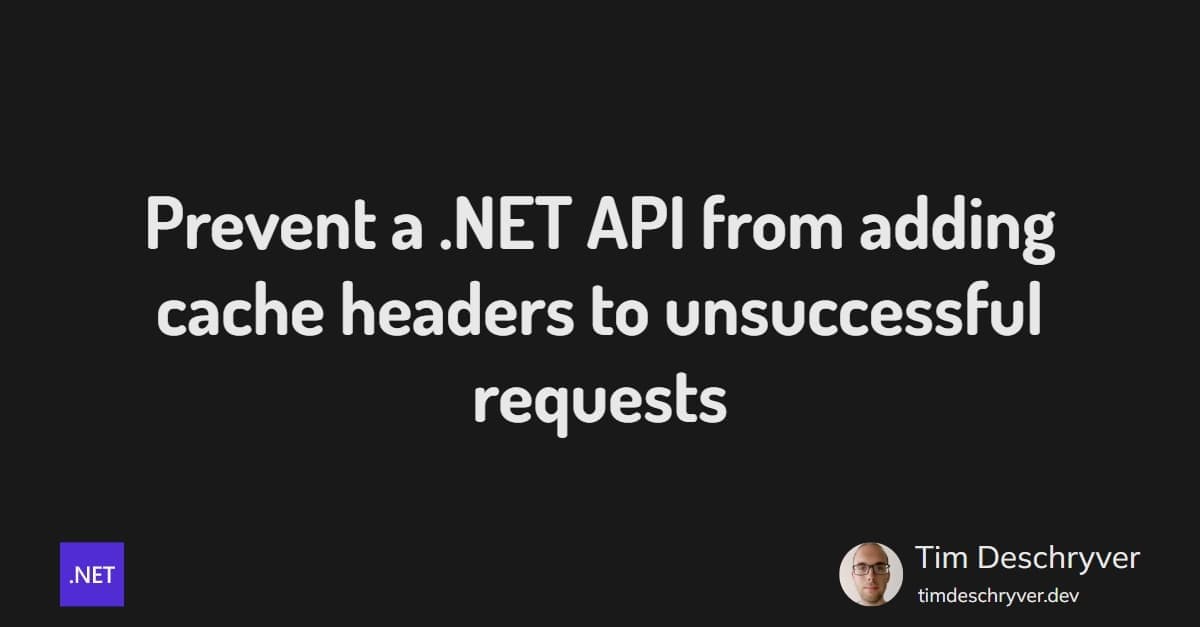 Prevent a .NET API from adding
cache headers to unsuccessful
requests
.NET
Tim Deschryver
timdeschryver.dev